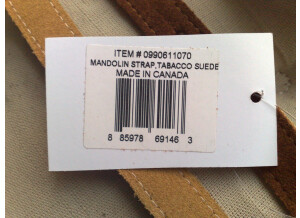 ITEM # 0990611070
MANDOLIN STRAP,TABACCO SUEDE
MADE IN CANADA
8 85978 69146 3